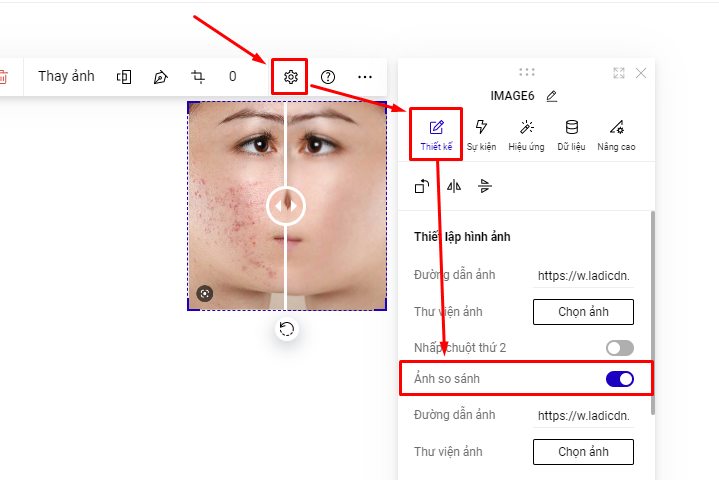 Thay ảnh
0
IMAGE6
Thiết kế
Sự kiện
Hiệu ứng
Dữ liệu
Nâng cao
Thiết lập hình ảnh
Đường dẫn ảnh
https://w.ladicdn.
Thư viện ảnh
Chọn ảnh
Nhấp chuột thứ 2
Ảnh so sánh
Đường dẫn ảnh
https://w.ladicdn.
Thư viện ảnh
Chọn ảnh